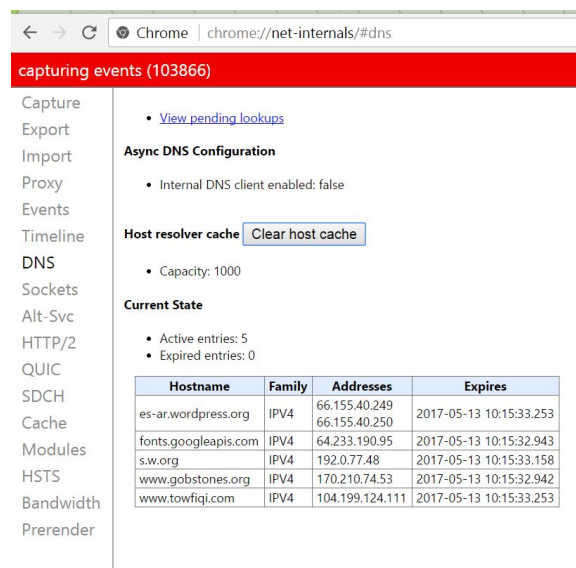 Chrome | chrome://net-internals/#dns
capturing events (103866)
Capture
Export
Import
Proxy
Events
Timeline
DNS
Sockets
Alt-Svc
HTTP/2
QUIC
SDCH
Cache
Modules
HSTS
Bandwidth
Prerender
• View pending lookups
Async DNS Configuration
• Internal DNS client enabled: false
Host resolver cache Clear host cache
• Capacity: 1000
Current State
• Active entries: 5
• Expired entries: 0
Hostname Family Addresses Expires
es-ar.wordpress.org IPV4 66.155.40.249 2017-05-13 10:15:33.253
66.155.40.250
fonts.googleapis.com IPV4 64.233.190.95 2017-05-13 10:15:32.943
s.w.org IPV4 192.0.77.48 2017-05-13 10:15:33.158
www.gobstones.org IPV4 170.210.74.53 2017-05-13 10:15:32.942
www.towfiqi.com IPV4 104.199.124.111 2017-05-13 10:15:33.253